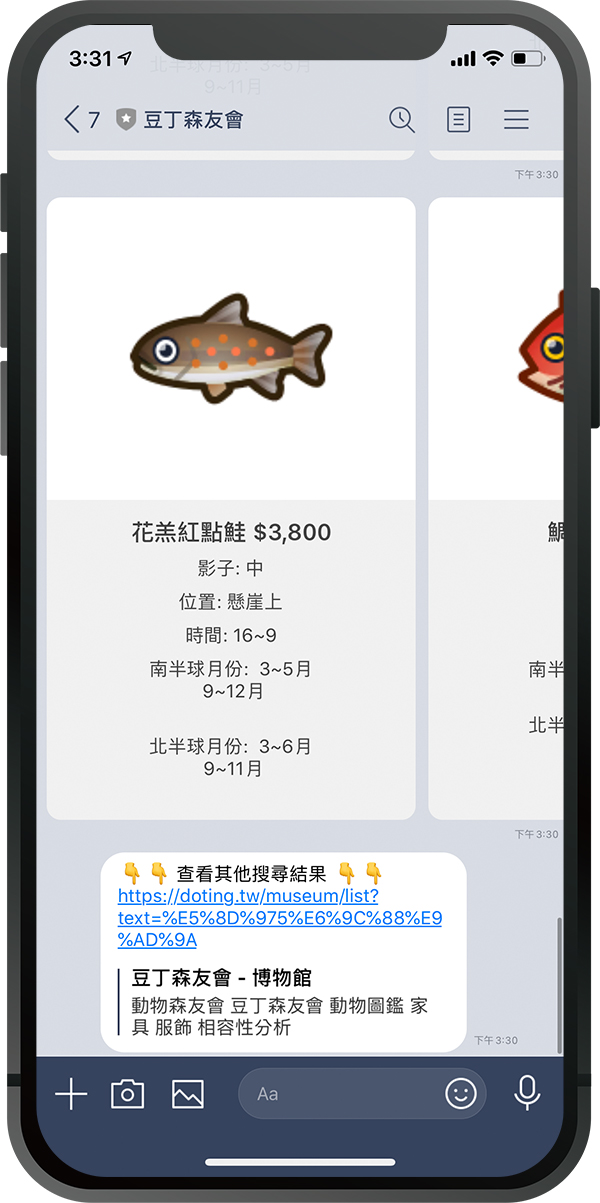 3:31
北半球月份: 3~5月
9~11月
7 豆丁森友會
下午3:30
花羔紅點鮭 $3,800
影子: 中
位置: 懸崖上
時間: 16~9
南半球月份: 3~5月
9~12月
北半球月份: 3~6月
9~11月
鯛
南半
北半
下午3:30
👇👇 查看其他搜尋結果 👇👇
https://doting.tw/museum/list?
text=%E5%8D%975%E6%9C%88%E9
%AD%9A
豆丁森友會 - 博物館
動物森友會 豆丁森友會 動物圖鑑 家
具 服飾 相容性分析
下午3:30
Aa